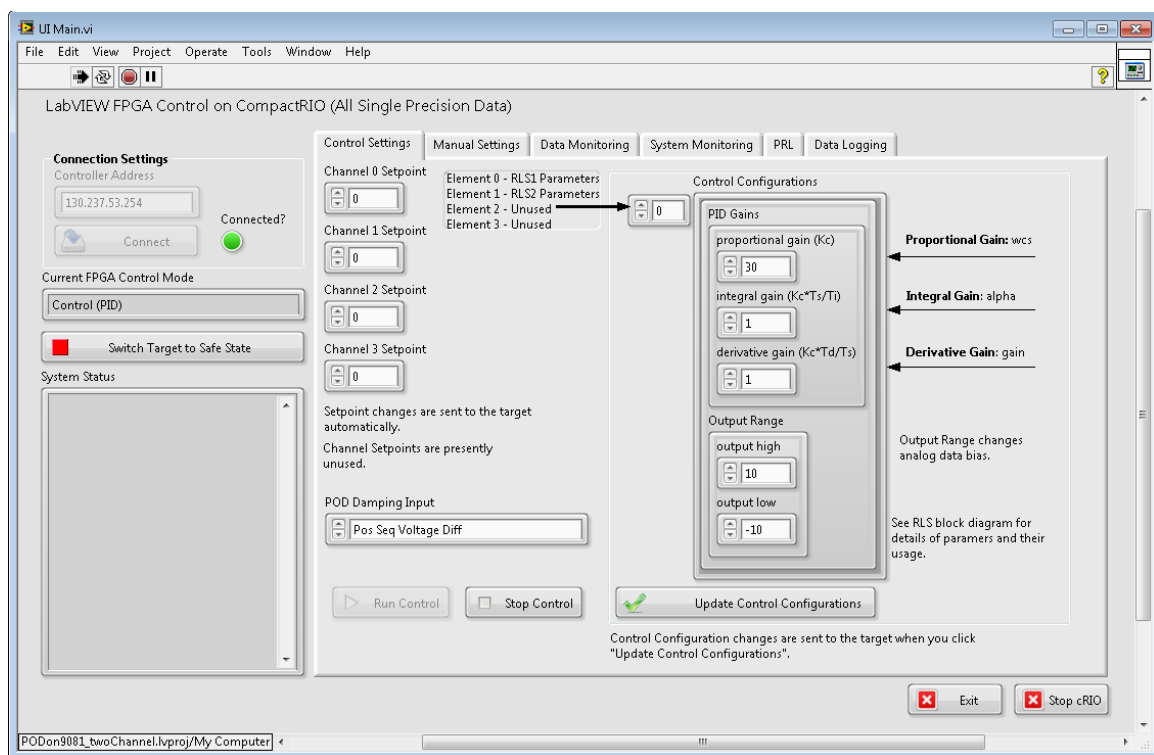 UI Main.vi
File Edit View Project Operate Tools Window Help
LabVIEW FPGA Control on CompactRIO (All Single Precision Data)
Connection Settings
Controller Address
130.237.53.254
Connected?
Connect
Current FPGA Control Mode
Control (PID)
Switch Target to Safe State
System Status
Control Settings Manual Settings Data Monitoring System Monitoring PRL Data Logging
Channel 0 Setpoint
0
Channel 1 Setpoint
0
Channel 2 Setpoint
0
Channel 3 Setpoint
0
Setpoint changes are sent to the target
automatically.
Channel Setpoints are presently
unused.
POD Damping Input
Pos Seq Voltage Diff
Run Control
Stop Control
Element 0 - RLS1 Parameters
Element 1 - RLS2 Parameters
Element 2 - Unused
Element 3 - Unused
Control Configurations
0
PID Gains
proportional gain (Kc)
30
integral gain (Kc*Ts/Ti)
1
derivative gain (Kc*Td/Ts)
1
Output Range
output high
10
output low
-10
Proportional Gain: wcs
Integral Gain: alpha
Derivative Gain: gain
Output Range changes
analog data bias.
See RLS block diagram for
details of paramers and their
usage.
Update Control Configurations
Control Configuration changes are sent to the target when you click
"Update Control Configurations".
Exit
Stop cRIO
PODon9081_twoChannel.lvproj/My Computer